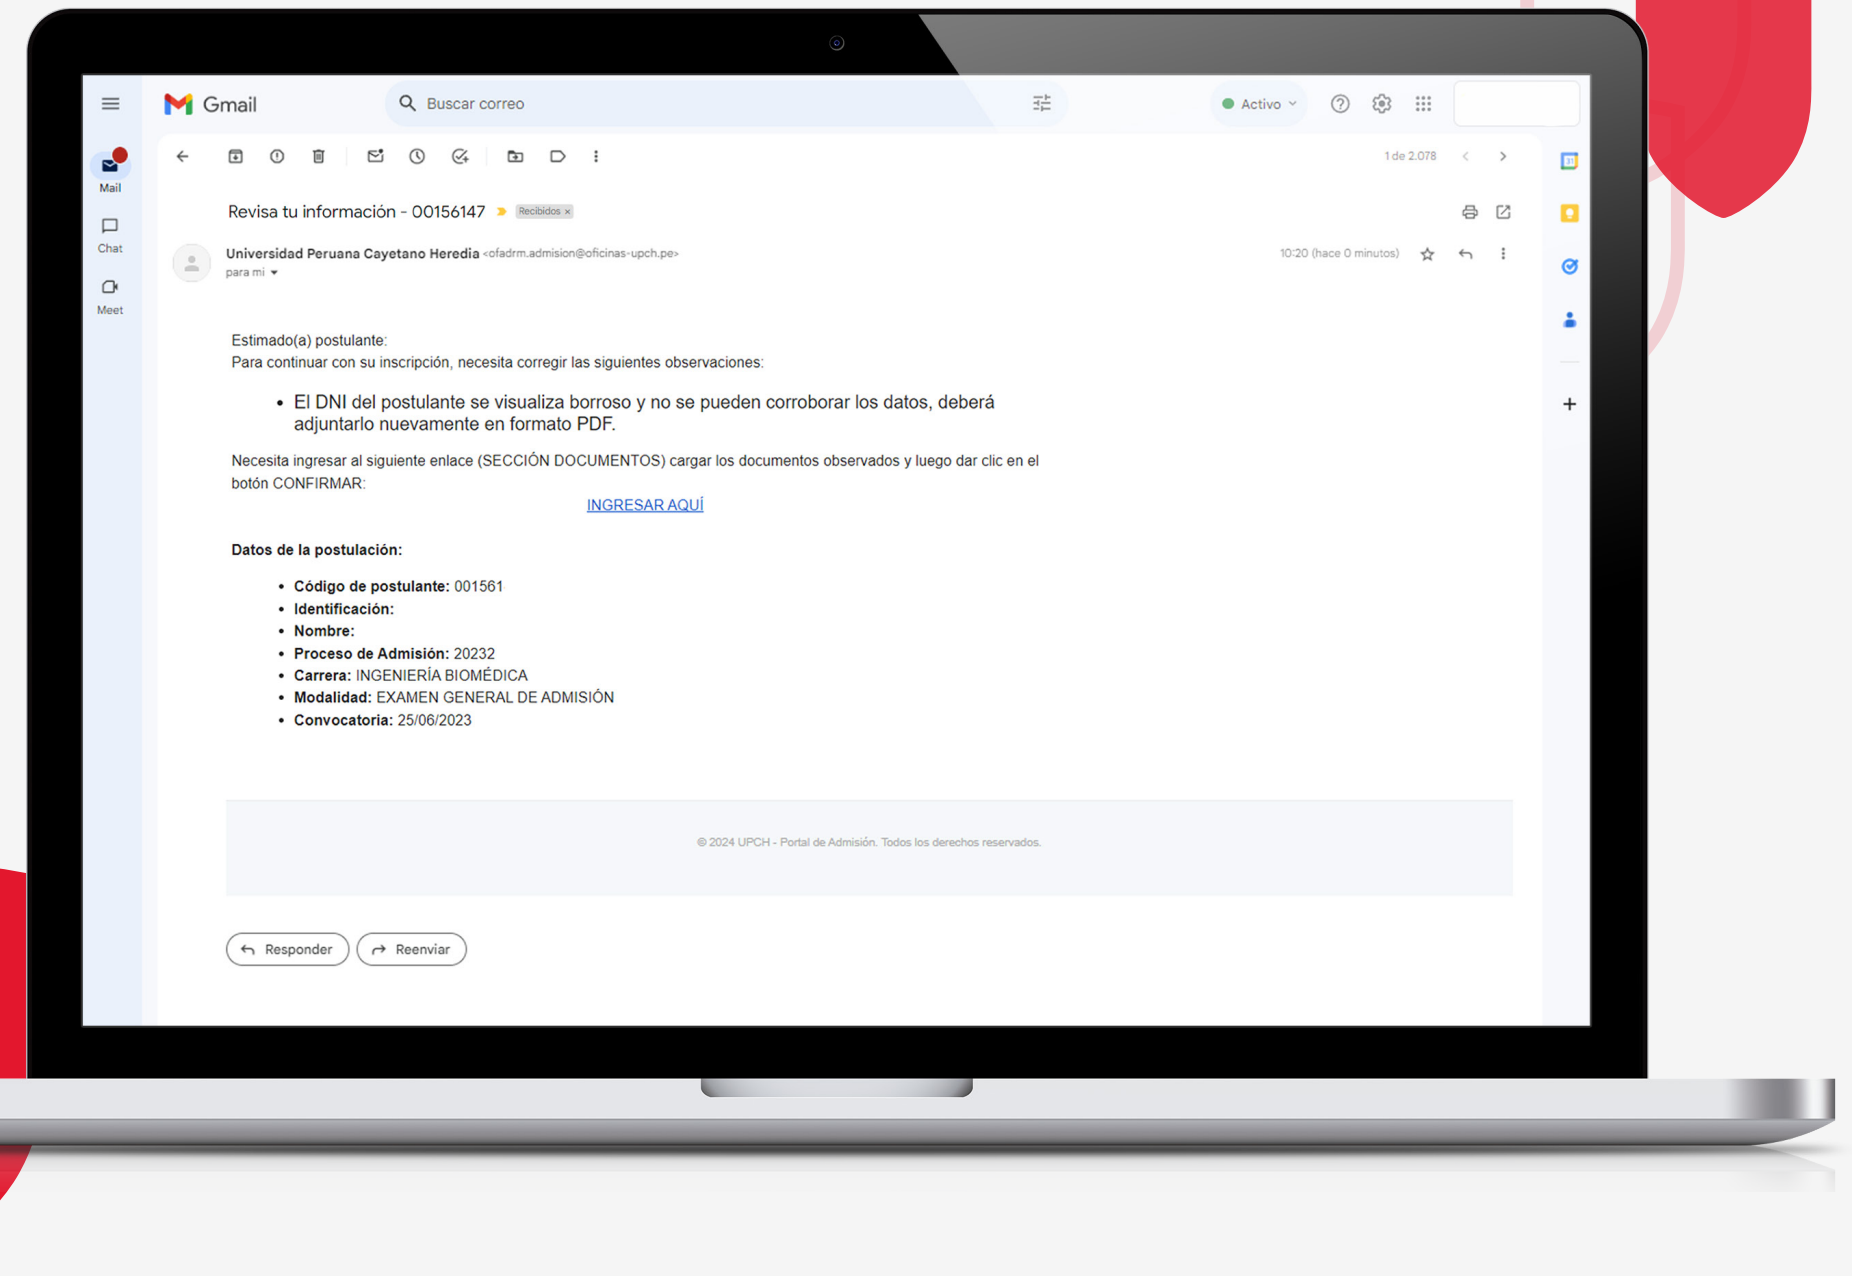 Gmail
Buscar correo
Activo
Mail
1 de 2.078
31
Revisa tu información - 00156147
Recibidos ×
Chat
Universidad Peruana Cayetano Heredia <ofadrm.admision@oficinas-upch.pe>
10:20 (hace 0 minutos)
para mi
Meet
Estimado(a) postulante:
Para continuar con su inscripción, necesita corregir las siguientes observaciones:
• El DNI del postulante se visualiza borroso y no se pueden corroborar los datos, deberá
adjuntarlo nuevamente en formato PDF.
Necesita ingresar al siguiente enlace (SECCIÓN DOCUMENTOS) cargar los documentos observados y luego dar clic en el
botón CONFIRMAR:
INGRESAR AQUÍ
Datos de la postulación:
• Código de postulante: 001561
• Identificación:
• Nombre:
• Proceso de Admisión: 20232
• Carrera: INGENIERÍA BIOMÉDICA
• Modalidad: EXAMEN GENERAL DE ADMISIÓN
• Convocatoria: 25/06/2023
© 2024 UPCH - Portal de Admisión. Todos los derechos reservados.
Responder
Reenviar